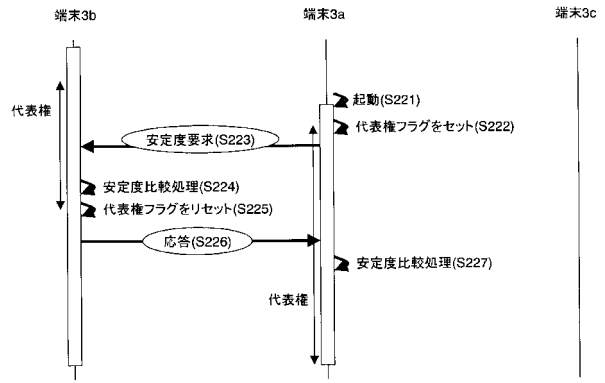 端末3b
端末3a
端末3c
代表権
起動(S221)
代表権フラグをセット(S222)
安定度要求(S223)
安定度比較処理(S224)
代表権フラグをリセット(S225)
応答(S226)
安定度比較処理(S227)
代表権